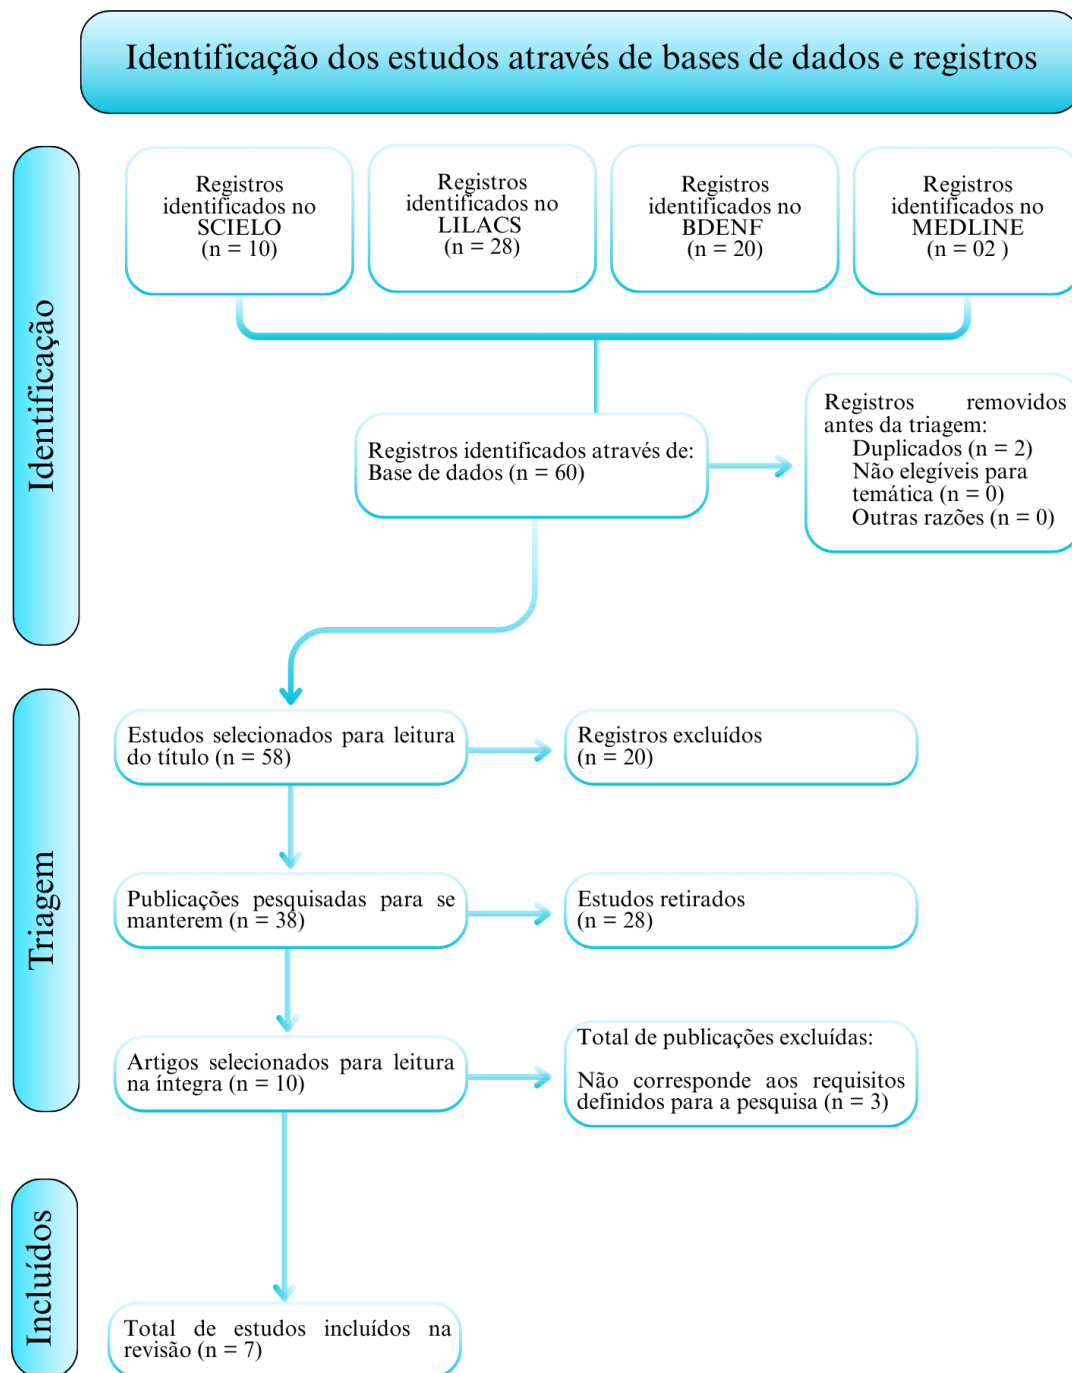 Identificação dos estudos através de bases de dados e registros
Identificação
Registros
identificados no
SCIELO
(n = 10)
Registros
identificados no
LILACS
(n = 28)
Registros
identificados no
BDENF
(n = 20)
Registros
identificados no
MEDLINE
(n = 02 )
Registros identificados através de:
Base de dados (n = 60)
Registros removidos
antes da triagem:
Duplicados (n = 2)
Não elegíveis para
temática (n = 0)
Outras razões (n = 0)
Triagem
Estudos selecionados para leitura
do título (n = 58)
Registros excluídos
(n = 20)
Publicações pesquisadas para se
manterem (n = 38)
Estudos retirados
(n = 28)
Artigos selecionados para leitura
na íntegra (n = 10)
Total de publicações excluídas:
Não corresponde aos requisitos
definidos para a pesquisa (n = 3)
Incluídos
Total de estudos incluídos na
revisão (n = 7)